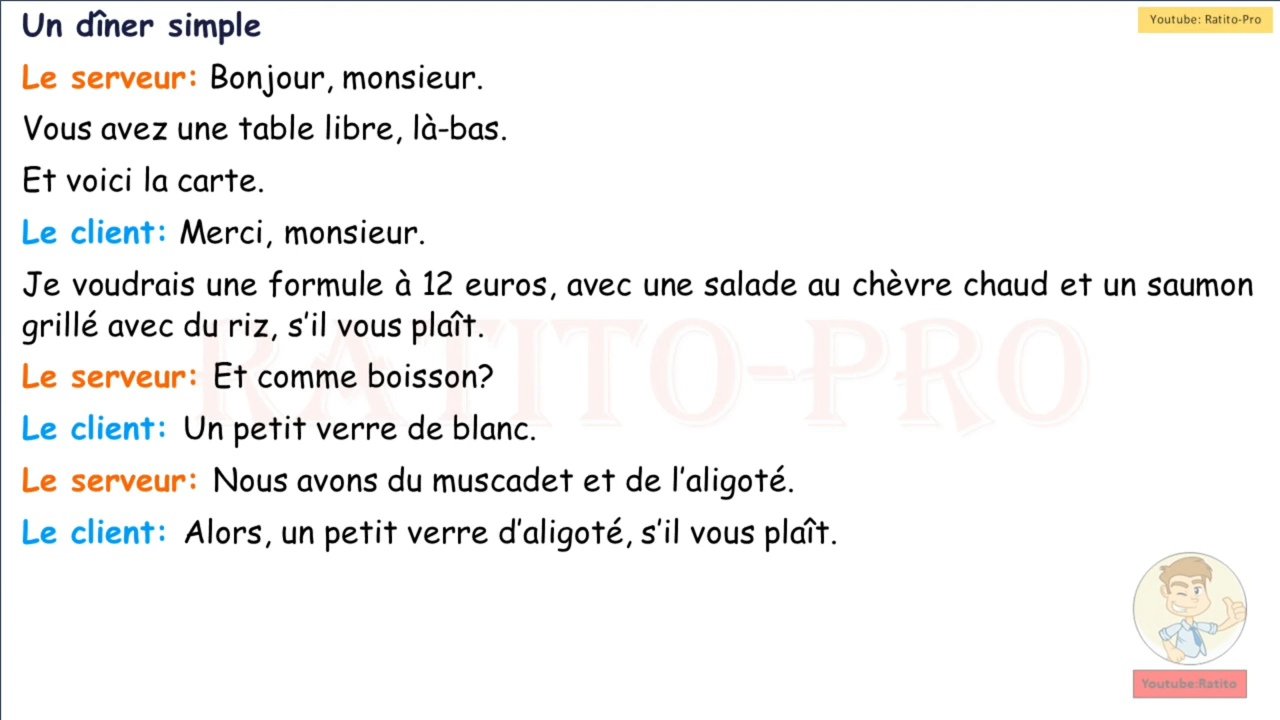 Un dîner simple
Youtube: Ratito-Pro
Le serveur: Bonjour, monsieur.
Vous avez une table libre, là-bas.
Et voici la carte.
Le client: Merci, monsieur.
Je voudrais une formule à 12 euros, avec une salade au chèvre chaud et un saumon
grillé avec du riz, s'il vous plaît.
RATITO-PRO
Le serveur: Et comme boisson?
Le client: Un petit verre de blanc.
Le serveur: Nous avons du muscadet et de l'aligoté.
Le client: Alors, un petit verre d'aligoté, s'il vous plaît.
Youtube:Ratito